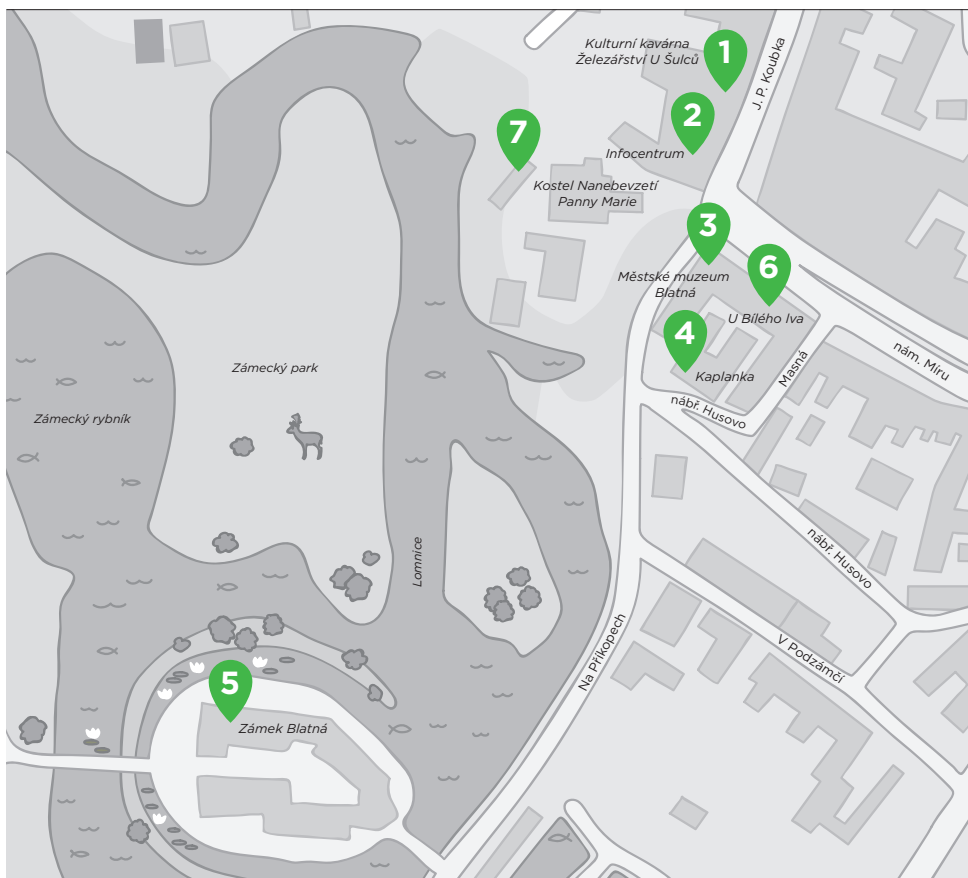 Kulturní kavárna
Železářství U Šulců
1
J. P. Koubka
2
Infocentrum
7
Kostel Nanebevzetí
Panny Marie
3
Městské muzeum
Blatná
6
U Bílého lva
4
Kaplanka
Masná
nám. Míru
nábř. Husovo
Zámecký park
Zámecký rybník
nábř. Husovo
Lomnice
Na Příkopech
V Podzámčí
5
Zámek Blatná